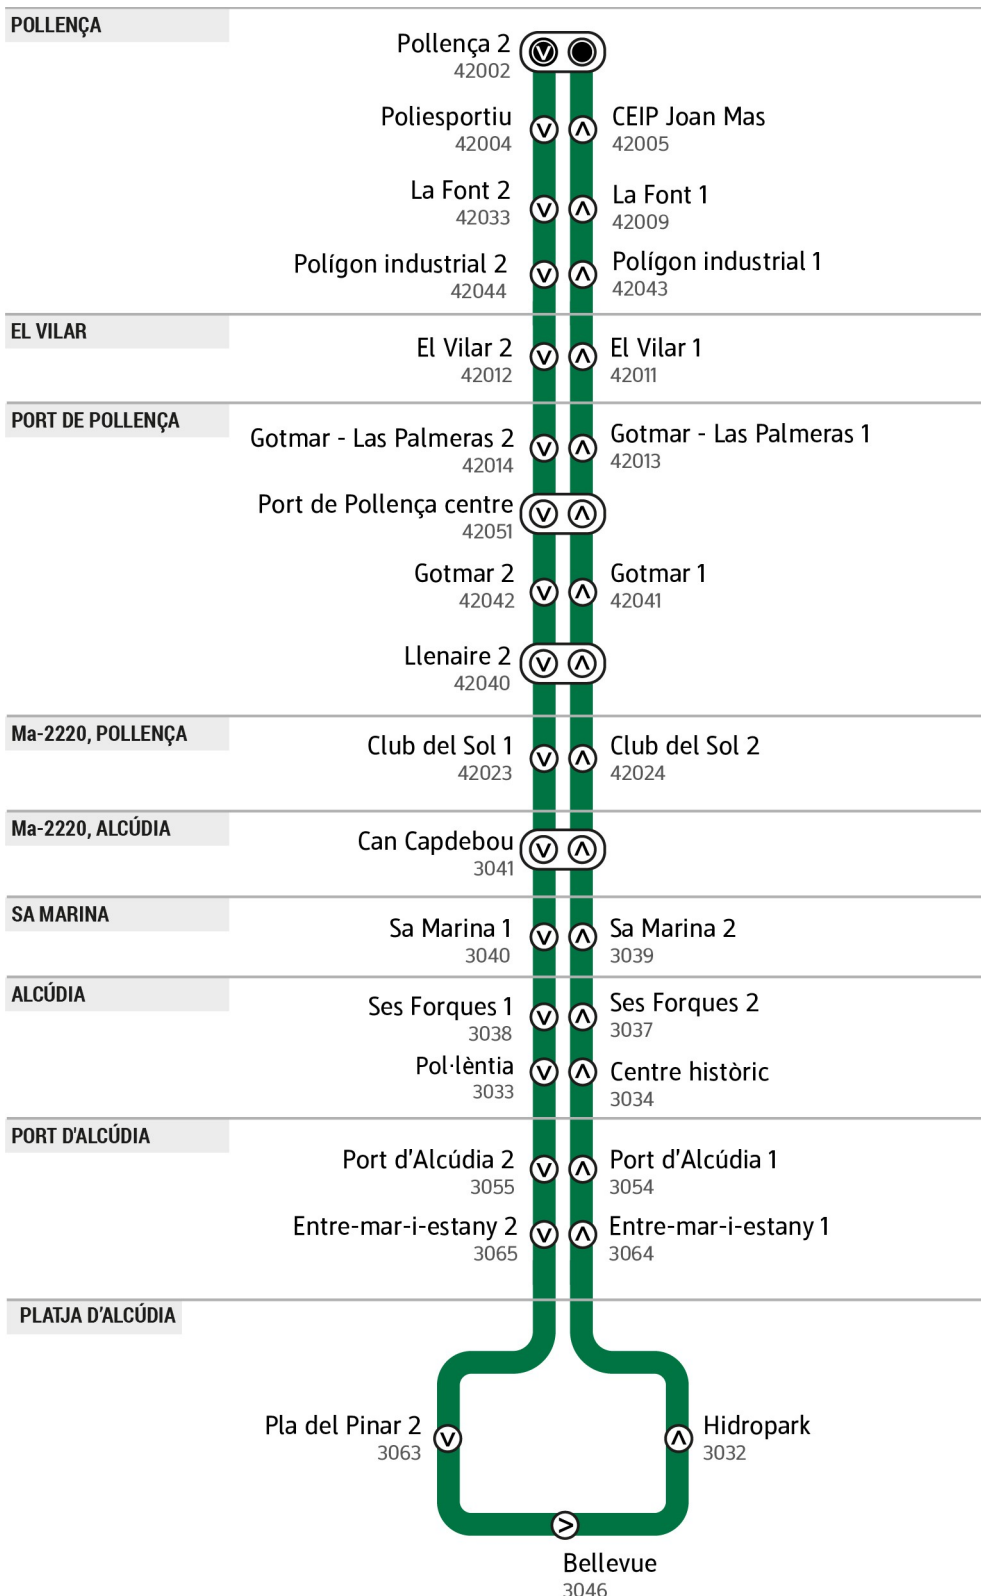 POLLENÇA
Pollença 2
42002
Poliesportiu
42004
CEIP Joan Mas
42005
La Font 2
42033
La Font 1
42009
Polígon industrial 2
42044
Polígon industrial 1
42043
EL VILAR
El Vilar 2
42012
El Vilar 1
42011
PORT DE POLLENÇA
Gotmar - Las Palmeras 2
42014
Gotmar - Las Palmeras 1
42013
Port de Pollença centre
42051
Gotmar 2
42042
Gotmar 1
42041
Llenaire 2
42040
Ma-2220, POLLENÇA
Club del Sol 1
42023
Club del Sol 2
42024
Ma-2220, ALCÚDIA
Can Capdebou
3041
SA MARINA
Sa Marina 1
3040
Sa Marina 2
3039
ALCÚDIA
Ses Forques 1
3038
Ses Forques 2
3037
Pol·lèntia
3033
Centre històric
3034
PORT D'ALCÚDIA
Port d’Alcúdia 2
3055
Port d’Alcúdia 1
3054
Entre-mar-i-estany 2
3065
Entre-mar-i-estany 1
3064
PLATJA D’ALCÚDIA
Pla del Pinar 2
3063
Hidropark
3032
Bellevue
3046